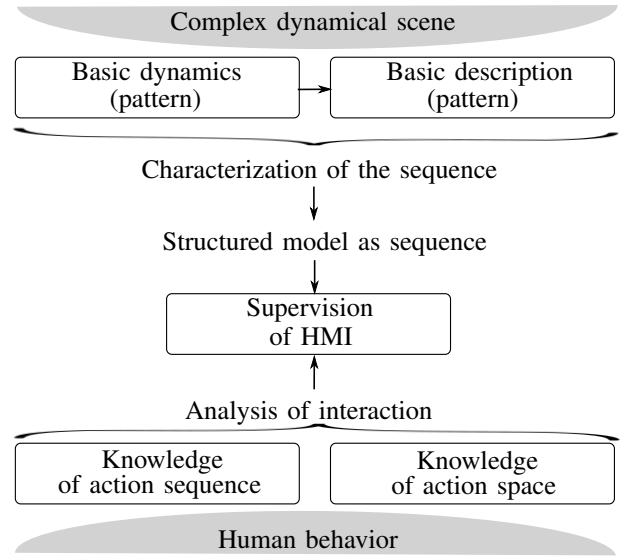 Complex dynamical scene
Basic dynamics
(pattern)
Basic description
(pattern)
Characterization of the sequence
Structured model as sequence
Supervision
of HMI
Analysis of interaction
Knowledge
of action sequence
Knowledge
of action space
Human behavior